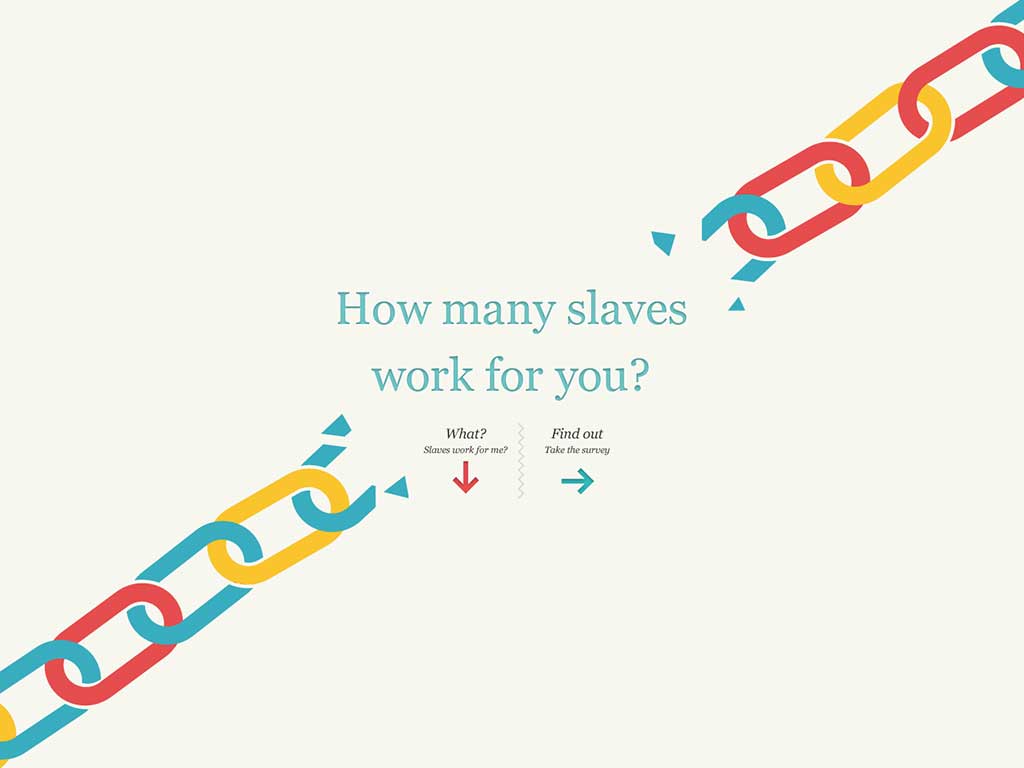 How many slaves
work for you?
What?
Slaves work for me?
Find out
Take the survey